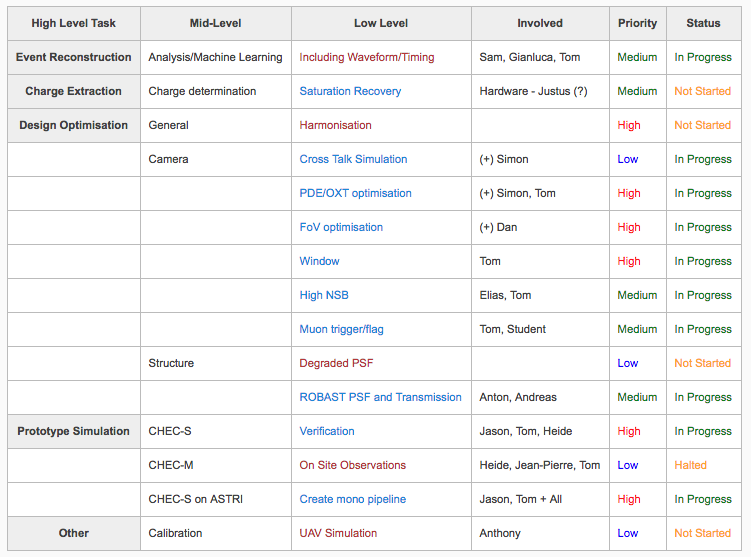 High Level Task Mid-Level Low Level Involved Priority Status
Event Reconstruction Analysis/Machine Learning Including Waveform/Timing Sam, Gianluca, Tom Medium In Progress
Charge Extraction Charge determination Saturation Recovery Hardware - Justus (?) Medium Not Started
Design Optimisation General Harmonisation High Not Started
Camera Cross Talk Simulation (+) Simon Low In Progress
PDE/OXT optimisation (+) Simon, Tom High In Progress
FoV optimisation (+) Dan High In Progress
Window Tom High In Progress
High NSB Elias, Tom Medium In Progress
Muon trigger/flag Tom, Student Medium In Progress
Structure Degraded PSF Low Not Started
ROBAST PSF and Transmission Anton, Andreas Medium In Progress
Prototype Simulation CHEC-S Verification Jason, Tom, Heide High In Progress
CHEC-M On Site Observations Heide, Jean-Pierre, Tom Low Halted
CHEC-S on ASTRI Create mono pipeline Jason, Tom + All High In Progress
Other Calibration UAV Simulation Anthony Low Not Started